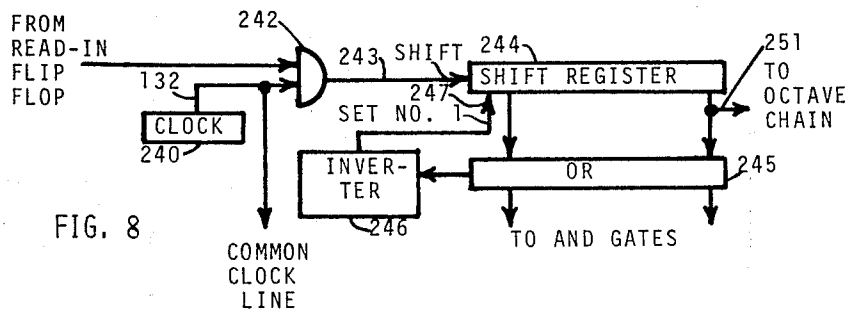 FROM
READ-IN
FLIP
FLOP
242
132
CLOCK
240
243
SHIFT
244
SHIFT REGISTER
247
SET NO. 1
251
TO
OCTAVE
CHAIN
INVER-
TER
246
OR
245
TO AND GATES
COMMON
CLOCK
LINE
FIG. 8